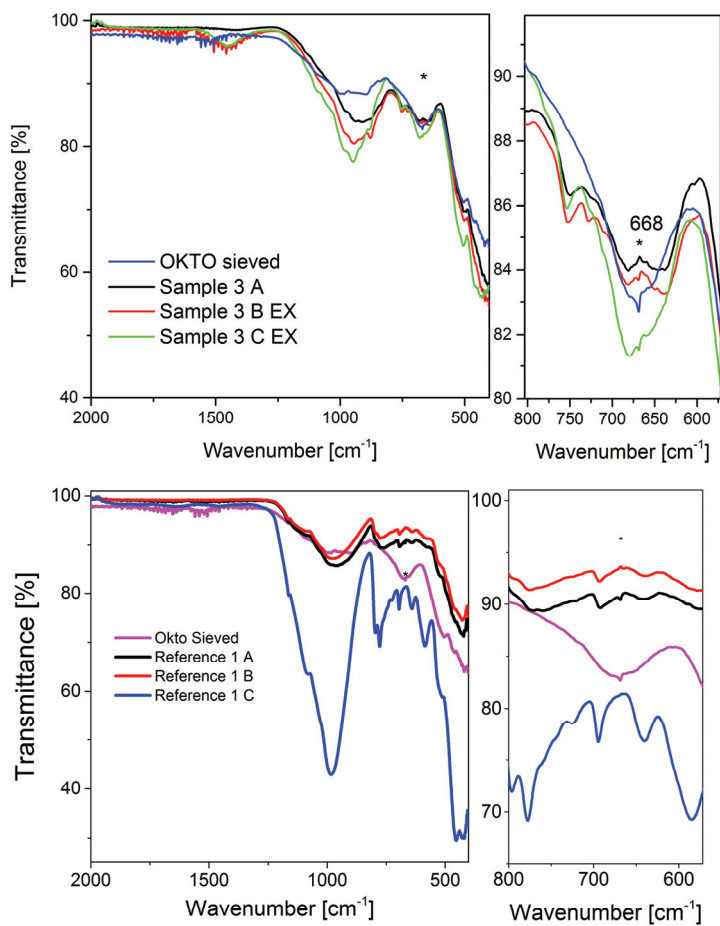 100
80
60
40
2000
1500
1000
500
Transmittance [%]
Wavenumber [cm-1]
*
OKTO sieved
Sample 3 A
Sample 3 B EX
Sample 3 C EX
90
88
86
84
82
80
800
750
700
650
600
668
*
Wavenumber [cm-1]
100
80
60
40
2000
1500
1000
500
Transmittance [%]
Wavenumber [cm-1]
*
Okto Sieved
Reference 1 A
Reference 1 B
Reference 1 C
100
90
80
70
800
700
600
*
Wavenumber [cm-1]